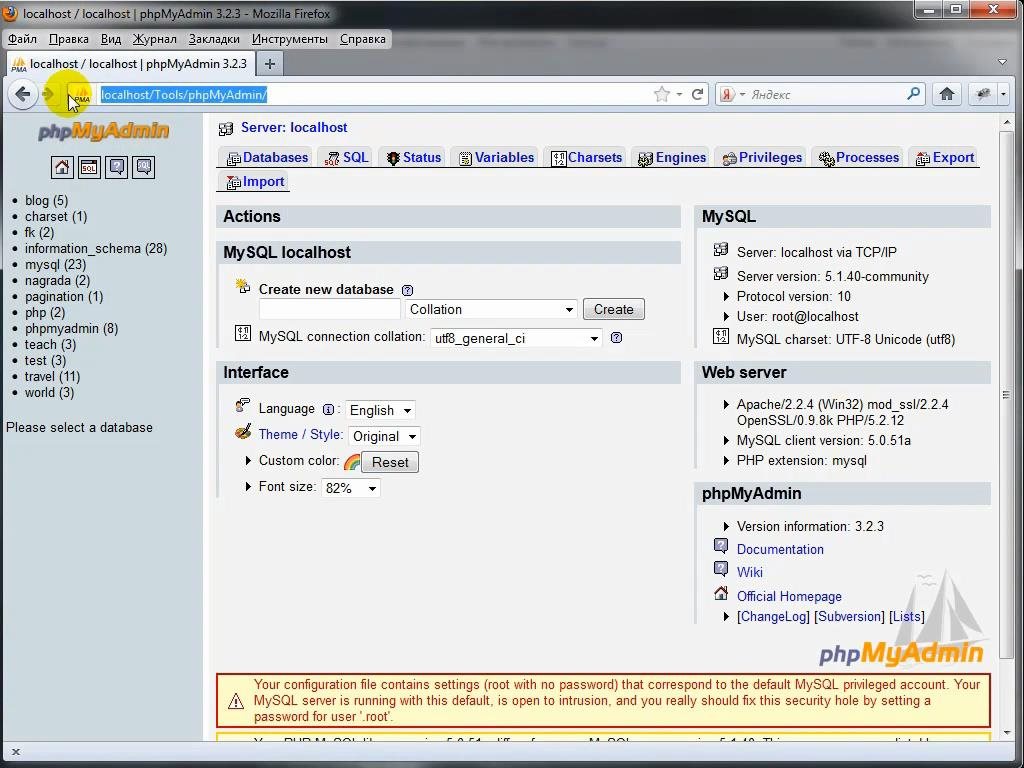 localhost / localhost | phpMyAdmin 3.2.3 - Mozilla Firefox
Файл Правка Вид Журнал Закладки Инструменты Справка
localhost / localhost | phpMyAdmin 3.2.3
localhost/Tools/phpMyAdmin/
Яндекс
phpMyAdmin
blog (5)
charset (1)
fk (2)
information_schema (28)
mysql (23)
nagrada (2)
pagination (1)
php (2)
phpmyadmin (8)
teach (3)
test (3)
travel (11)
world (3)
Please select a database
Server: localhost
Databases SQL Status Variables Charsets Engines Privileges Processes Export
Import
Actions
MySQL localhost
Create new database
Collation Create
MySQL connection collation: utf8_general_ci
Interface
Language : English
Theme / Style: Original
Custom color: Reset
Font size: 82%
MySQL
Server: localhost via TCP/IP
Server version: 5.1.40-community
Protocol version: 10
User: root@localhost
MySQL charset: UTF-8 Unicode (utf8)
Web server
Apache/2.2.4 (Win32) mod_ssl/2.2.4
OpenSSL/0.9.8k PHP/5.2.12
MySQL client version: 5.0.51a
PHP extension: mysql
phpMyAdmin
Version information: 3.2.3
Documentation
Wiki
Official Homepage
[ChangeLog] [Subversion] [Lists]
phpMyAdmin
Your configuration file contains settings (root with no password) that correspond to the default MySQL privileged account. Your
MySQL server is running with this default, is open to intrusion, and you really should fix this security hole by setting a
password for user '.root'.